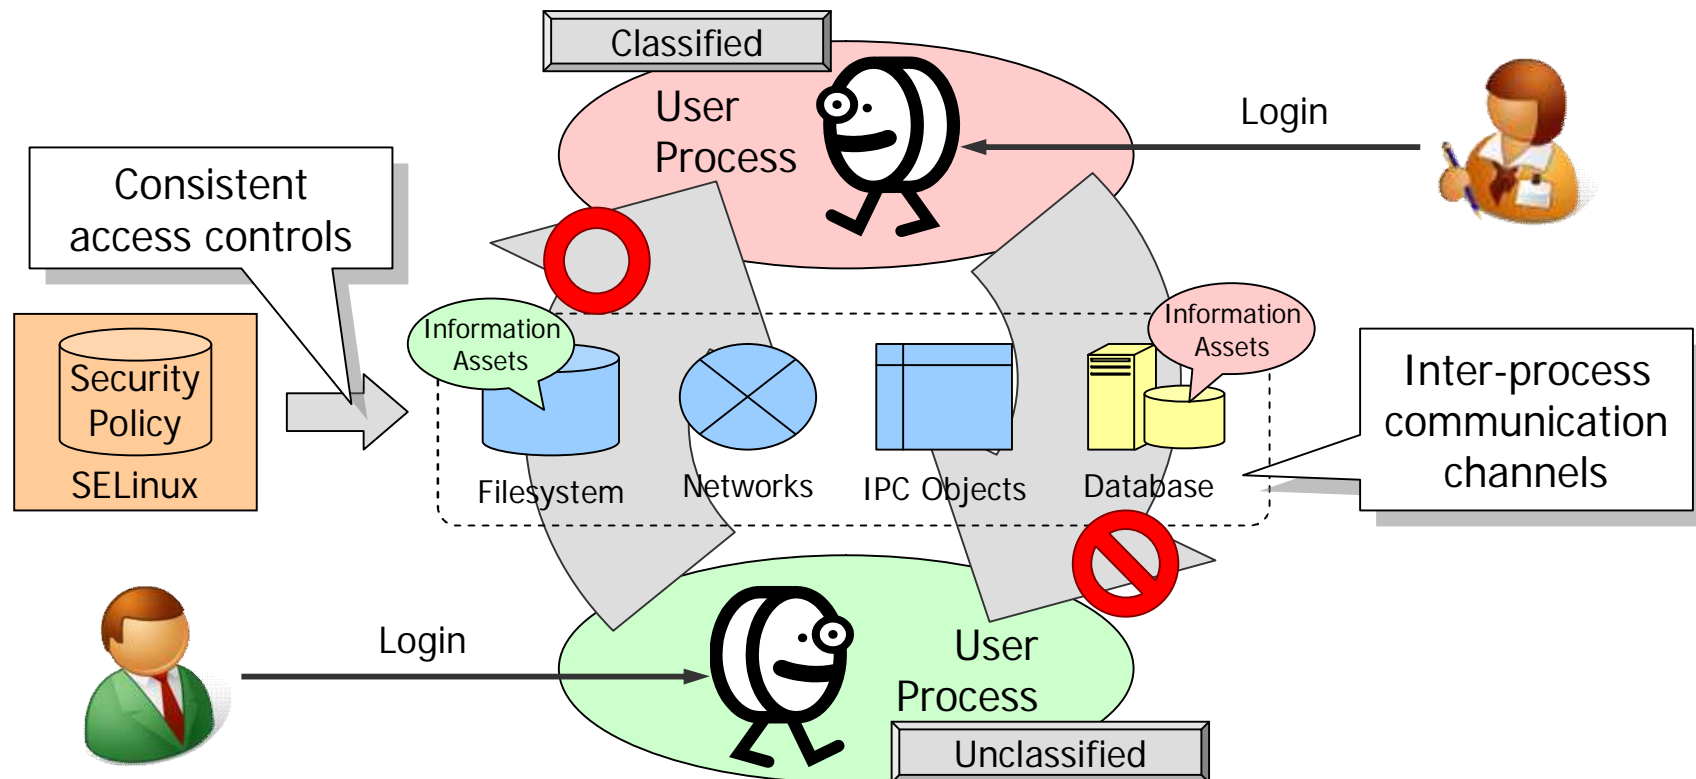 Classified
User
Process
Login
Consistent
access controls
Information
Assets
Information
Assets
Security
Policy
SELinux
Inter-process
communication
channels
Filesystem
Networks
IPC Objects
Database
Login
User
Process
Unclassified